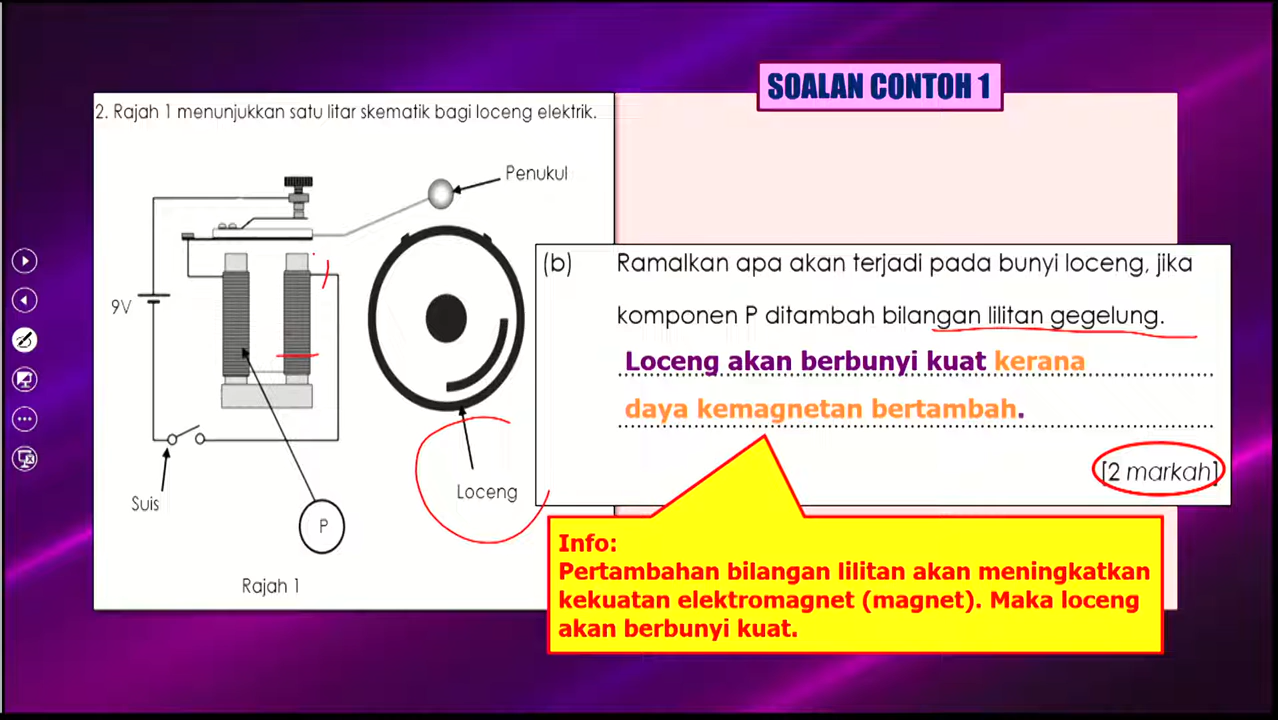 SOALAN CONTOH 1
2. Rajah 1 menunjukkan satu litar skematik bagi loceng elektrik.
Penukul
9V
Suis
P
Loceng
Rajah 1
(b) Ramalkan apa akan terjadi pada bunyi loceng, jika
komponen P ditambah bilangan lilitan gegelung.
Loceng akan berbunyi kuat kerana
daya kemagnetan bertambah.
[2 markah]
Info:
Pertambahan bilangan lilitan akan meningkatkan
kekuatan elektromagnet (magnet). Maka loceng
akan berbunyi kuat.